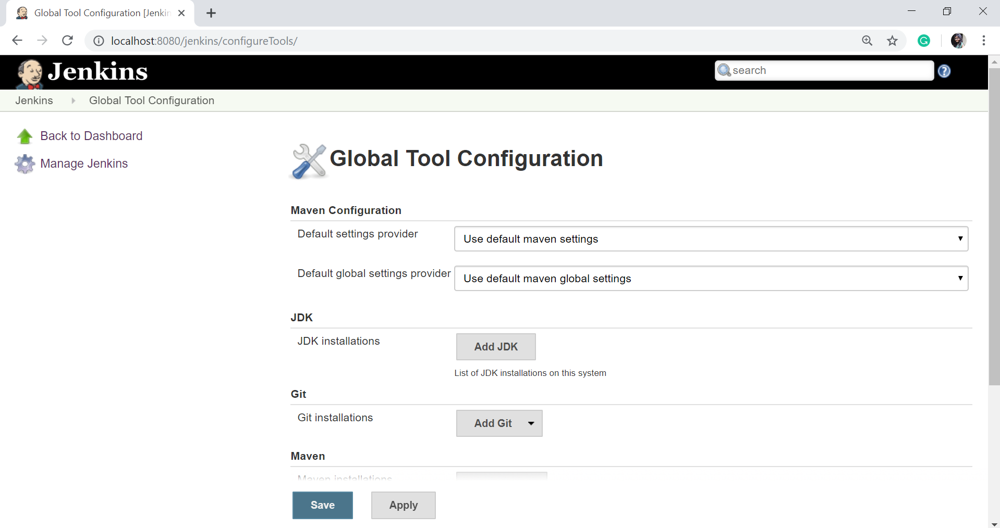 Global Tool Configuration [Jenkin
localhost:8080/jenkins/configureTools/
Jenkins
search
Jenkins Global Tool Configuration
Back to Dashboard
Manage Jenkins
Global Tool Configuration
Maven Configuration
Default settings provider Use default maven settings
Default global settings provider Use default maven global settings
JDK
JDK installations Add JDK
List of JDK installations on this system
Git
Git installations Add Git
Maven
Maven installations
Save Apply